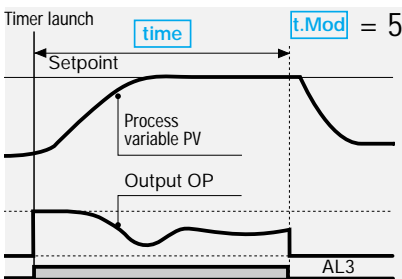 Timer launch
time
t.Mod = 5
Setpoint
Process
variable PV
Output OP
AL3